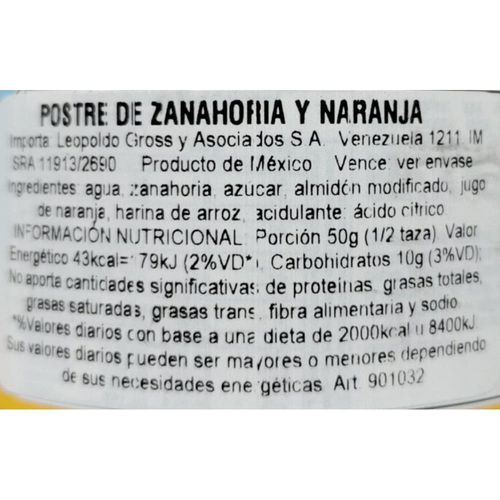 POSTRE DE ZANAHORIA Y NARANJA
Importa: Leopoldo Gross y Asociados S.A. Venezuela 1211. IM
SRA 11913/2690 Producto de México Vence: ver envase
Ingredientes: agua, zanahoria, azucar, almidón modificado, jugo
de naranja, harina de arroz, acidulante: ácido cítrico.
INFORMACIÓN NUTRICIONAL: Porción 50g (1/2 taza). Valor
Energético 43kcal=179kJ (2%VD*), Carbohidratos 10g (3%VD);
No aporta cantidades significativas de proteínas, grasas totales,
grasas saturadas, grasas trans, fibra alimentaria y sodio.
*%Valores diarios con base a una dieta de 2000kcal u 8400kJ.
Sus valores diarios pueden ser mayores o menores dependiendo
de sus necesidades energéticas. Art. 901032